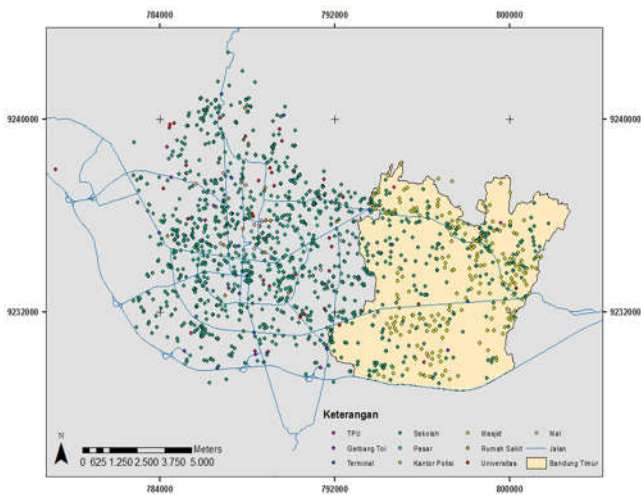 784000 792000 800000
9240000 9240000
9232000 9232000
Keterangan
TPU Sekolah Masjid Mal
Gerbang Tol Pasar Rumah Sakit Jalan
Terminal Kantor Polisi Universitas Bandung Timur
N
Meters
0 625 1.250 2.500 3.750 5.000
784000 792000 800000